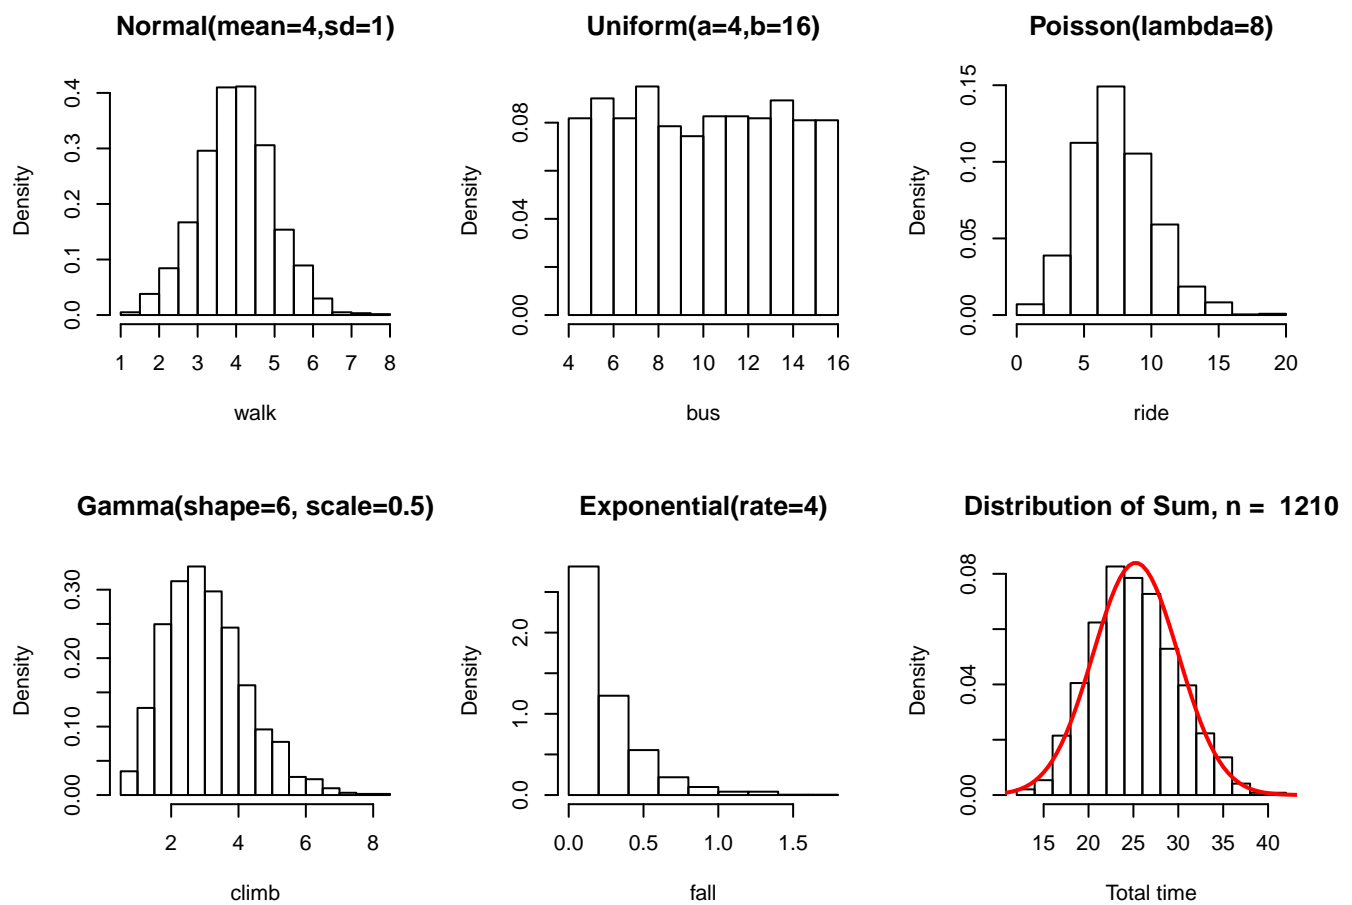 Normal(mean=4,sd=1)
Density
0.0 0.1 0.2 0.3 0.4
1 2 3 4 5 6 7 8
walk
Uniform(a=4,b=16)
Density
0.00 0.04 0.08
4 6 8 10 12 14 16
bus
Poisson(lambda=8)
Density
0.00 0.05 0.10 0.15
0 5 10 15 20
ride
Gamma(shape=6, scale=0.5)
Density
0.00 0.10 0.20 0.30
2 4 6 8
climb
Exponential(rate=4)
Density
0.0 1.0 2.0
0.0 0.5 1.0 1.5
fall
Distribution of Sum, n =  1210
Density
0.00 0.04 0.08
15 20 25 30 35 40
Total time